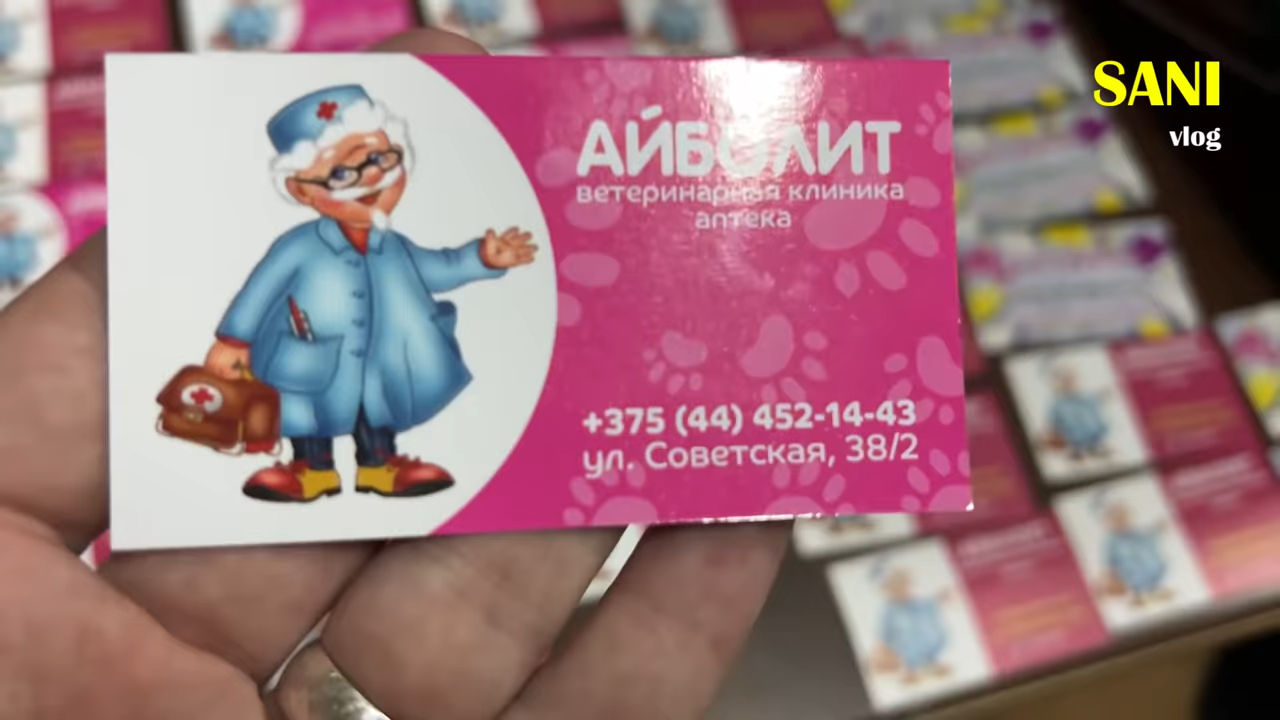 SANI
vlog
АЙБОЛИТ
ветеринарная клиника
аптека
+375 (44) 452-14-43
ул. Советская, 38/2